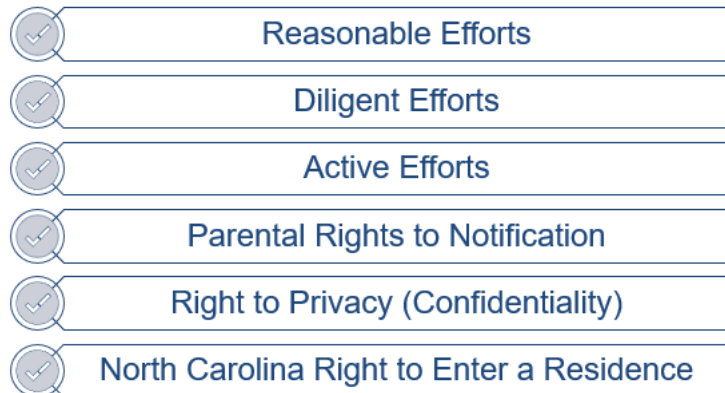 Reasonable Efforts
Diligent Efforts
Active Efforts
Parental Rights to Notification
Right to Privacy (Confidentiality)
North Carolina Right to Enter a Residence